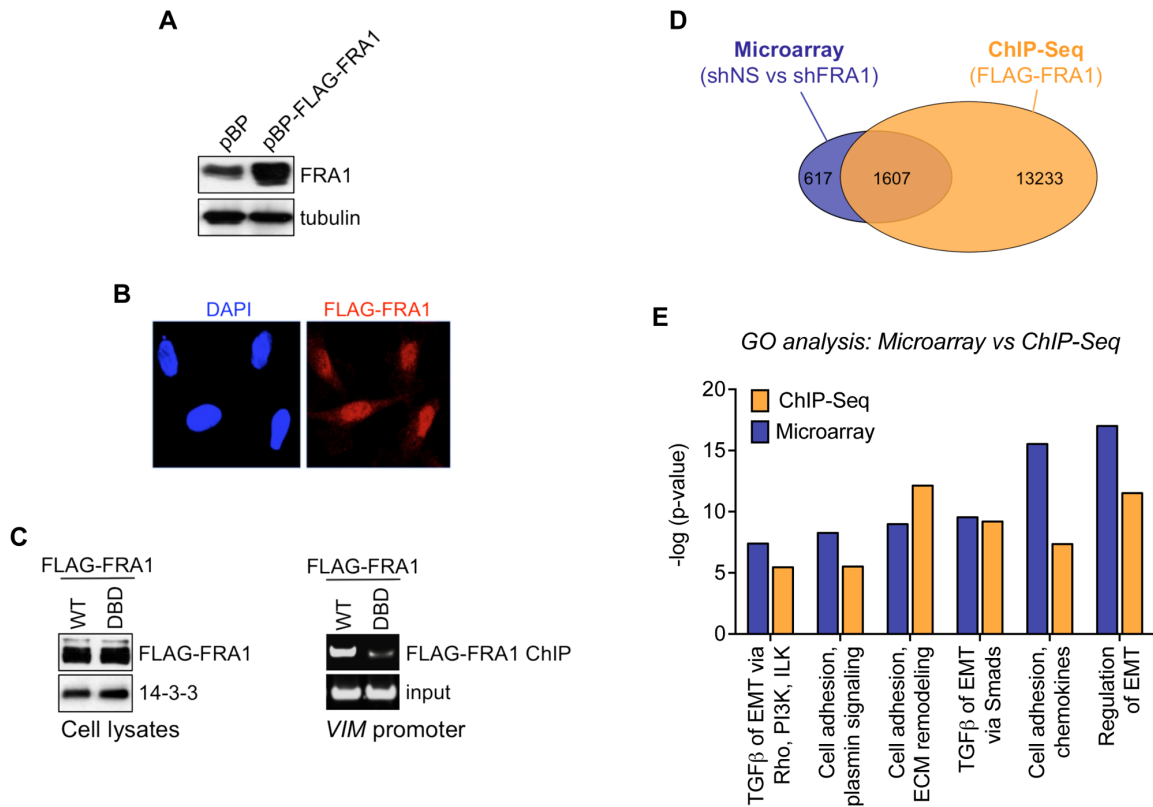 A
pBP
pBP-FLAG-FRA1
FRA1
tubulin
B
DAPI
FLAG-FRA1
C
FLAG-FRA1
WT
DBD
FLAG-FRA1
14-3-3
Cell lysates
FLAG-FRA1
WT
DBD
FLAG-FRA1 ChIP
input
VIM promoter
D
Microarray
(shNS vs shFRA1)
ChIP-Seq
(FLAG-FRA1)
617
1607
13233
E
GO analysis: Microarray vs ChIP-Seq
20
15
10
5
0
-log (p-value)
ChIP-Seq
Microarray
TGFβ of EMT via
Rho, PI3K, ILK
Cell adhesion,
plasmin signaling
Cell adhesion,
ECM remodeling
TGFβ of EMT
via Smads
Cell adhesion,
chemokines
Regulation
of EMT